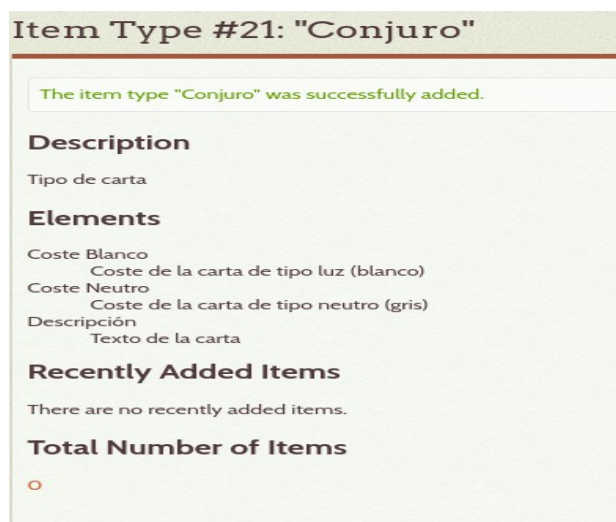 Item Type #21: "Conjuro"
The item type "Conjuro" was successfully added.
Description
Tipo de carta
Elements
Coste Blanco
Coste de la carta de tipo luz (blanco)
Coste Neutro
Coste de la carta de tipo neutro (gris)
Descripción
Texto de la carta
Recently Added Items
There are no recently added items.
Total Number of Items
0